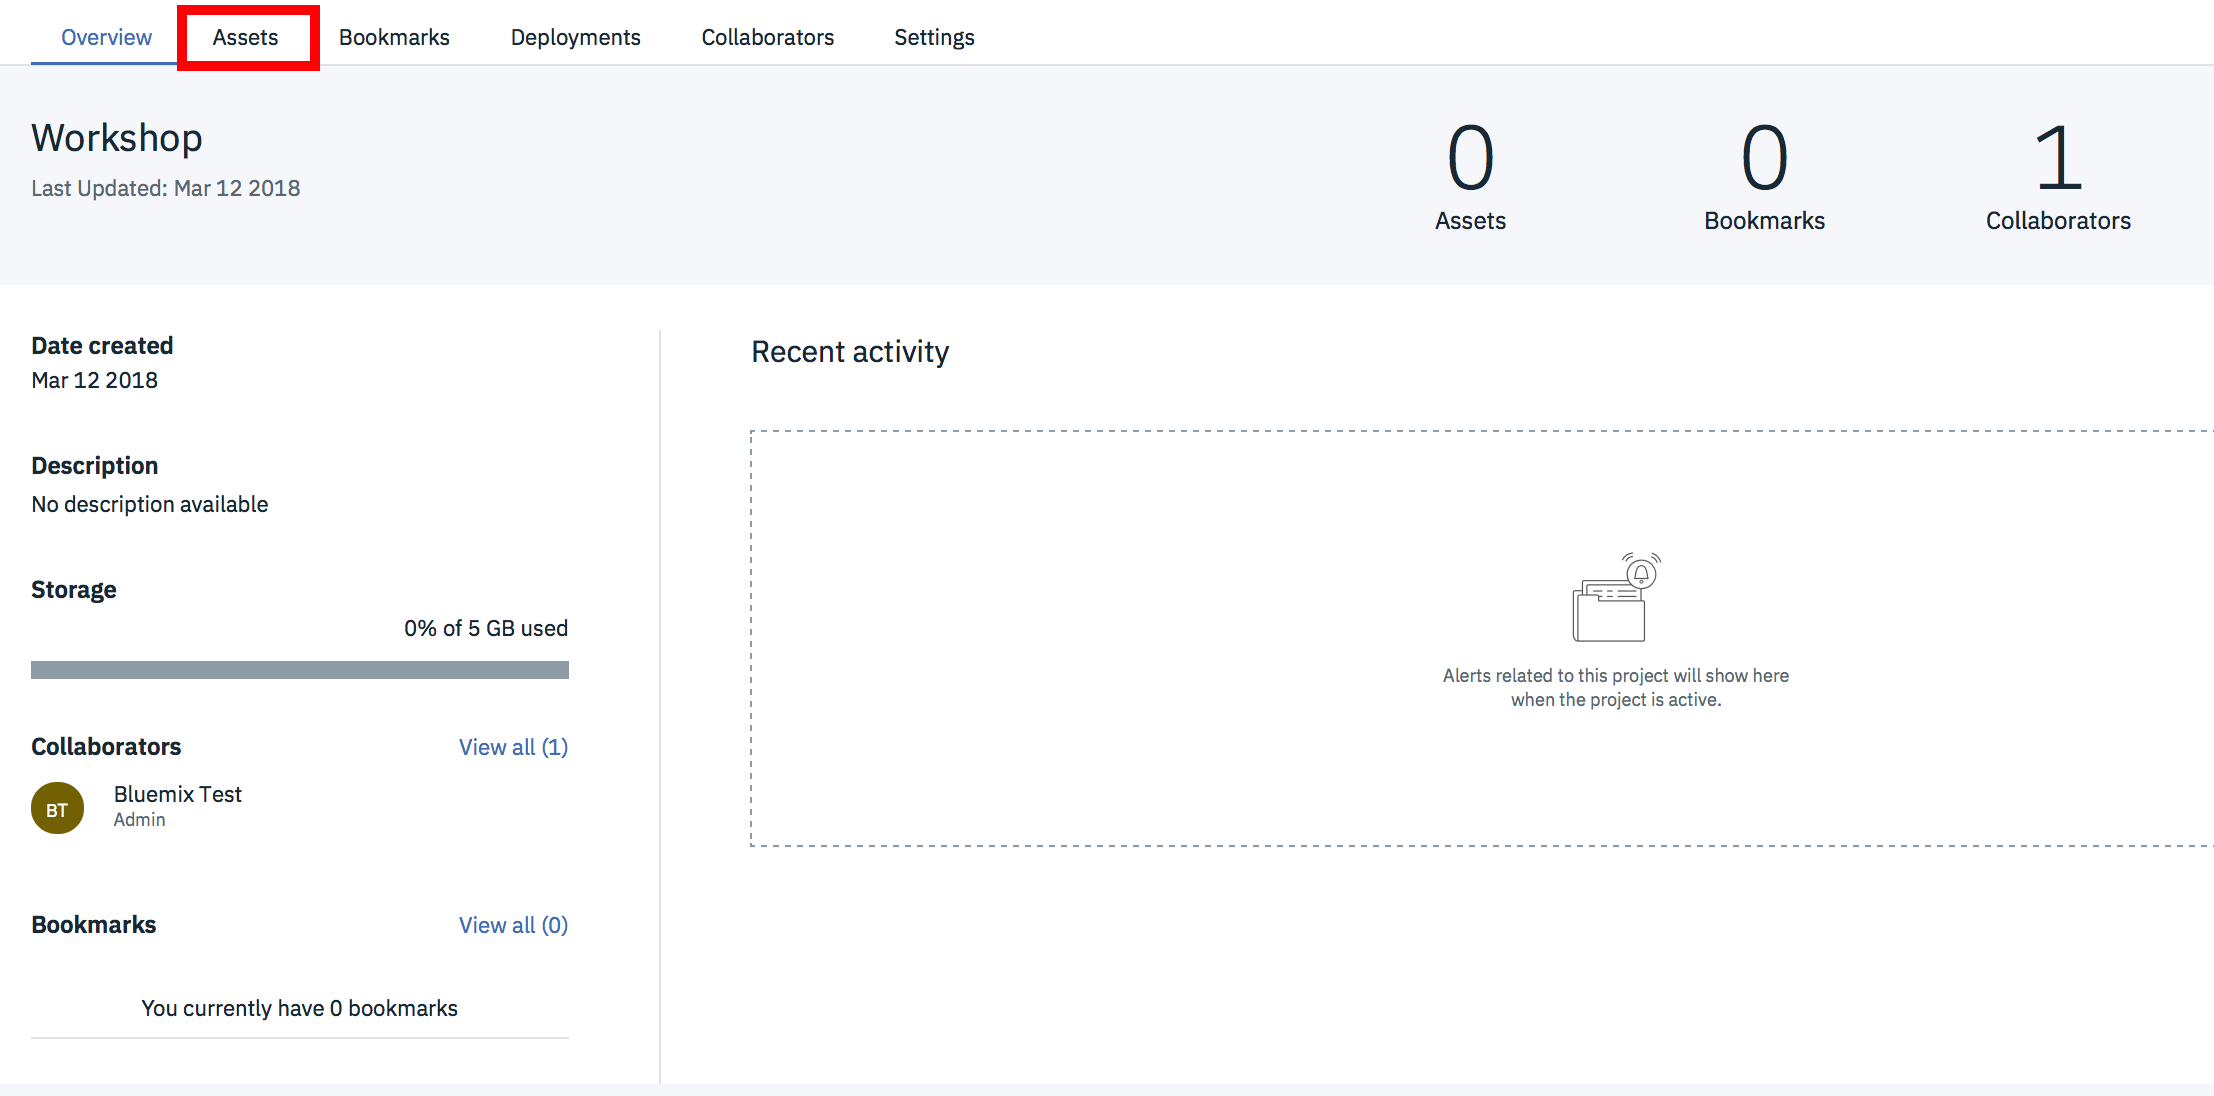 Overview Assets Bookmarks Deployments Collaborators Settings
Workshop
Last Updated: Mar 12 2018
0 0 1
Assets Bookmarks Collaborators
Date created
Mar 12 2018
Description
No description available
Storage
0% of 5 GB used
Collaborators View all (1)
BT
Bluemix Test
Admin
Bookmarks View all (0)
You currently have 0 bookmarks
Recent activity
Alerts related to this project will show here
when the project is active.